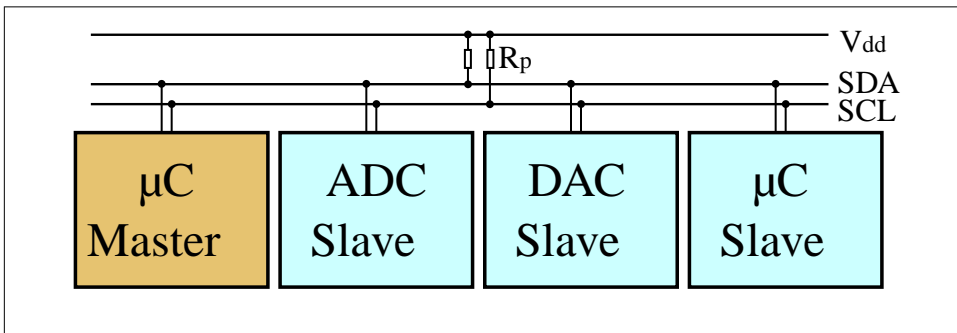 Vdd
Rp
SDA
SCL
μC
Master
ADC
Slave
DAC
Slave
μC
Slave